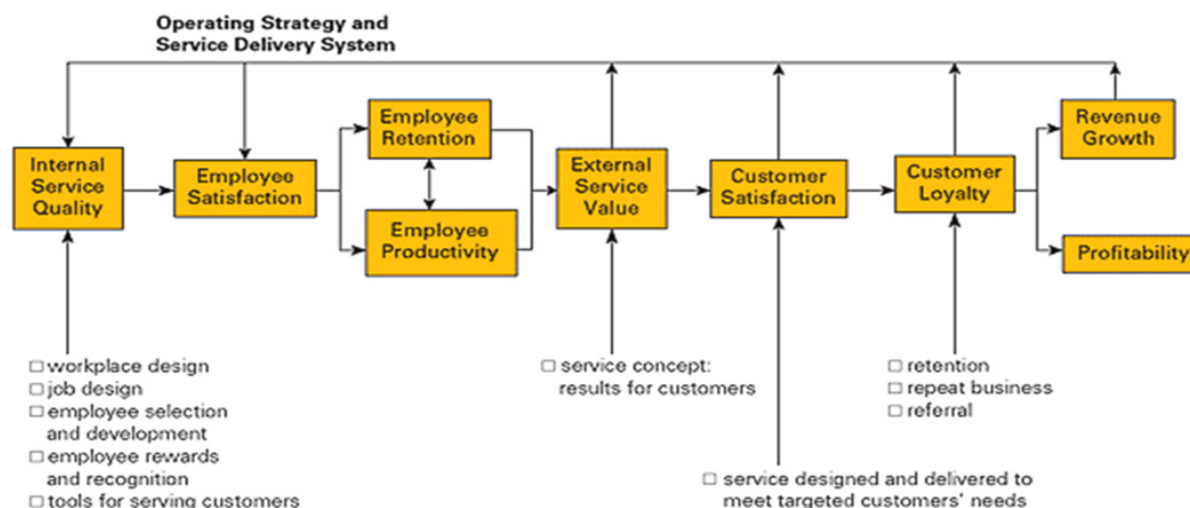 Operating Strategy and
Service Delivery System
Internal
Service
Quality
Employee
Satisfaction
Employee
Retention
Employee
Productivity
External
Service
Value
Customer
Satisfaction
Customer
Loyalty
Revenue
Growth
Profitability
□ workplace design
□ job design
□ employee selection
and development
□ employee rewards
and recognition
□ tools for serving customers
□ service concept:
results for customers
□ service designed and delivered to
meet targeted customers' needs
□ retention
□ repeat business
□ referral